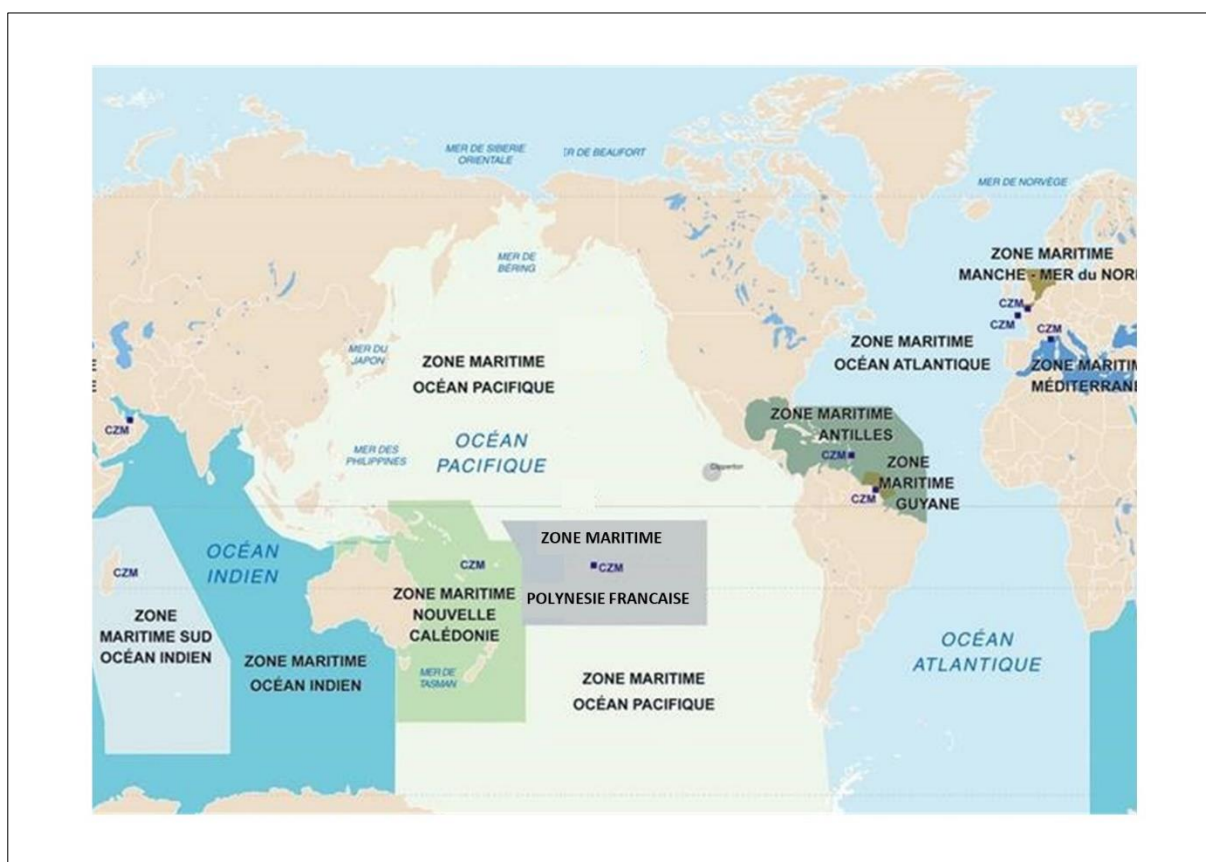 MER DE SIBERIE
ORIENTALE
ER DE BEAUFORT
MER DE NORVÈGE
ZONE MARITIME
MANCHE - MER du NOR
CZM
CZM
CZM
MER DE
BÉRING
MER DU
JAPON
ZONE MARITIME
OCÉAN PACIFIQUE
ZONE MARITIME
OCÉAN ATLANTIQUE
ZONE MARITIM
MÉDITERRANE
CZM
MER DES
PHILIPPINES
OCÉAN
PACIFIQUE
Clipperton
ZONE MARITIME
ANTILLES
CZM
ZONE
MARITIME
GUYANE
CZM
OCÉAN
INDIEN
CZM
ZONE
MARITIME SUD
OCÉAN INDIEN
ZONE MARITIME
OCÉAN INDIEN
CZM
ZONE MARITIME
NOUVELLE
CALÉDONIE
MER DE
TASMAN
ZONE MARITIME
CZM
POLYNESIE FRANCAISE
ZONE MARITIME
OCÉAN PACIFIQUE
OCÉAN
ATLANTIQUE